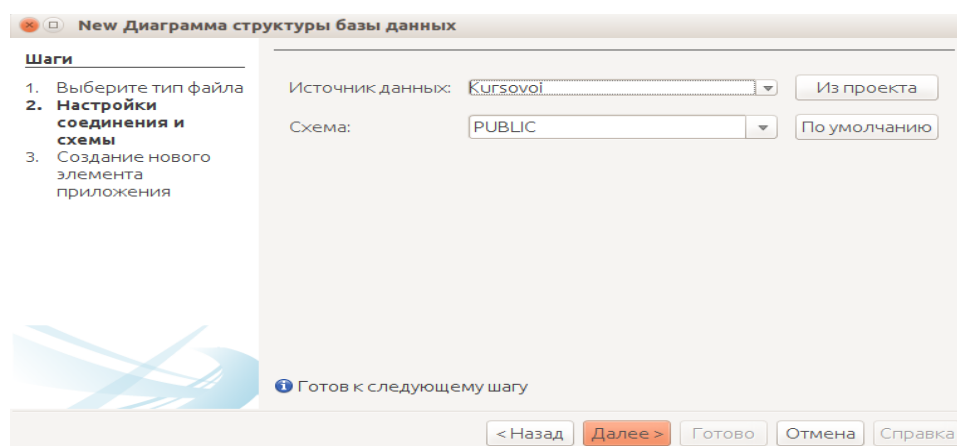 New Диаграмма структуры базы данных
Шаги
1. Выберите тип файла
2. Настройки
соединения и
схемы
3. Создание нового
элемента
приложения
Источник данных: Kursovoi Из проекта
Схема: PUBLIC По умолчанию
Готов к следующему шагу
< Назад Далее > Готово Отмена Справка